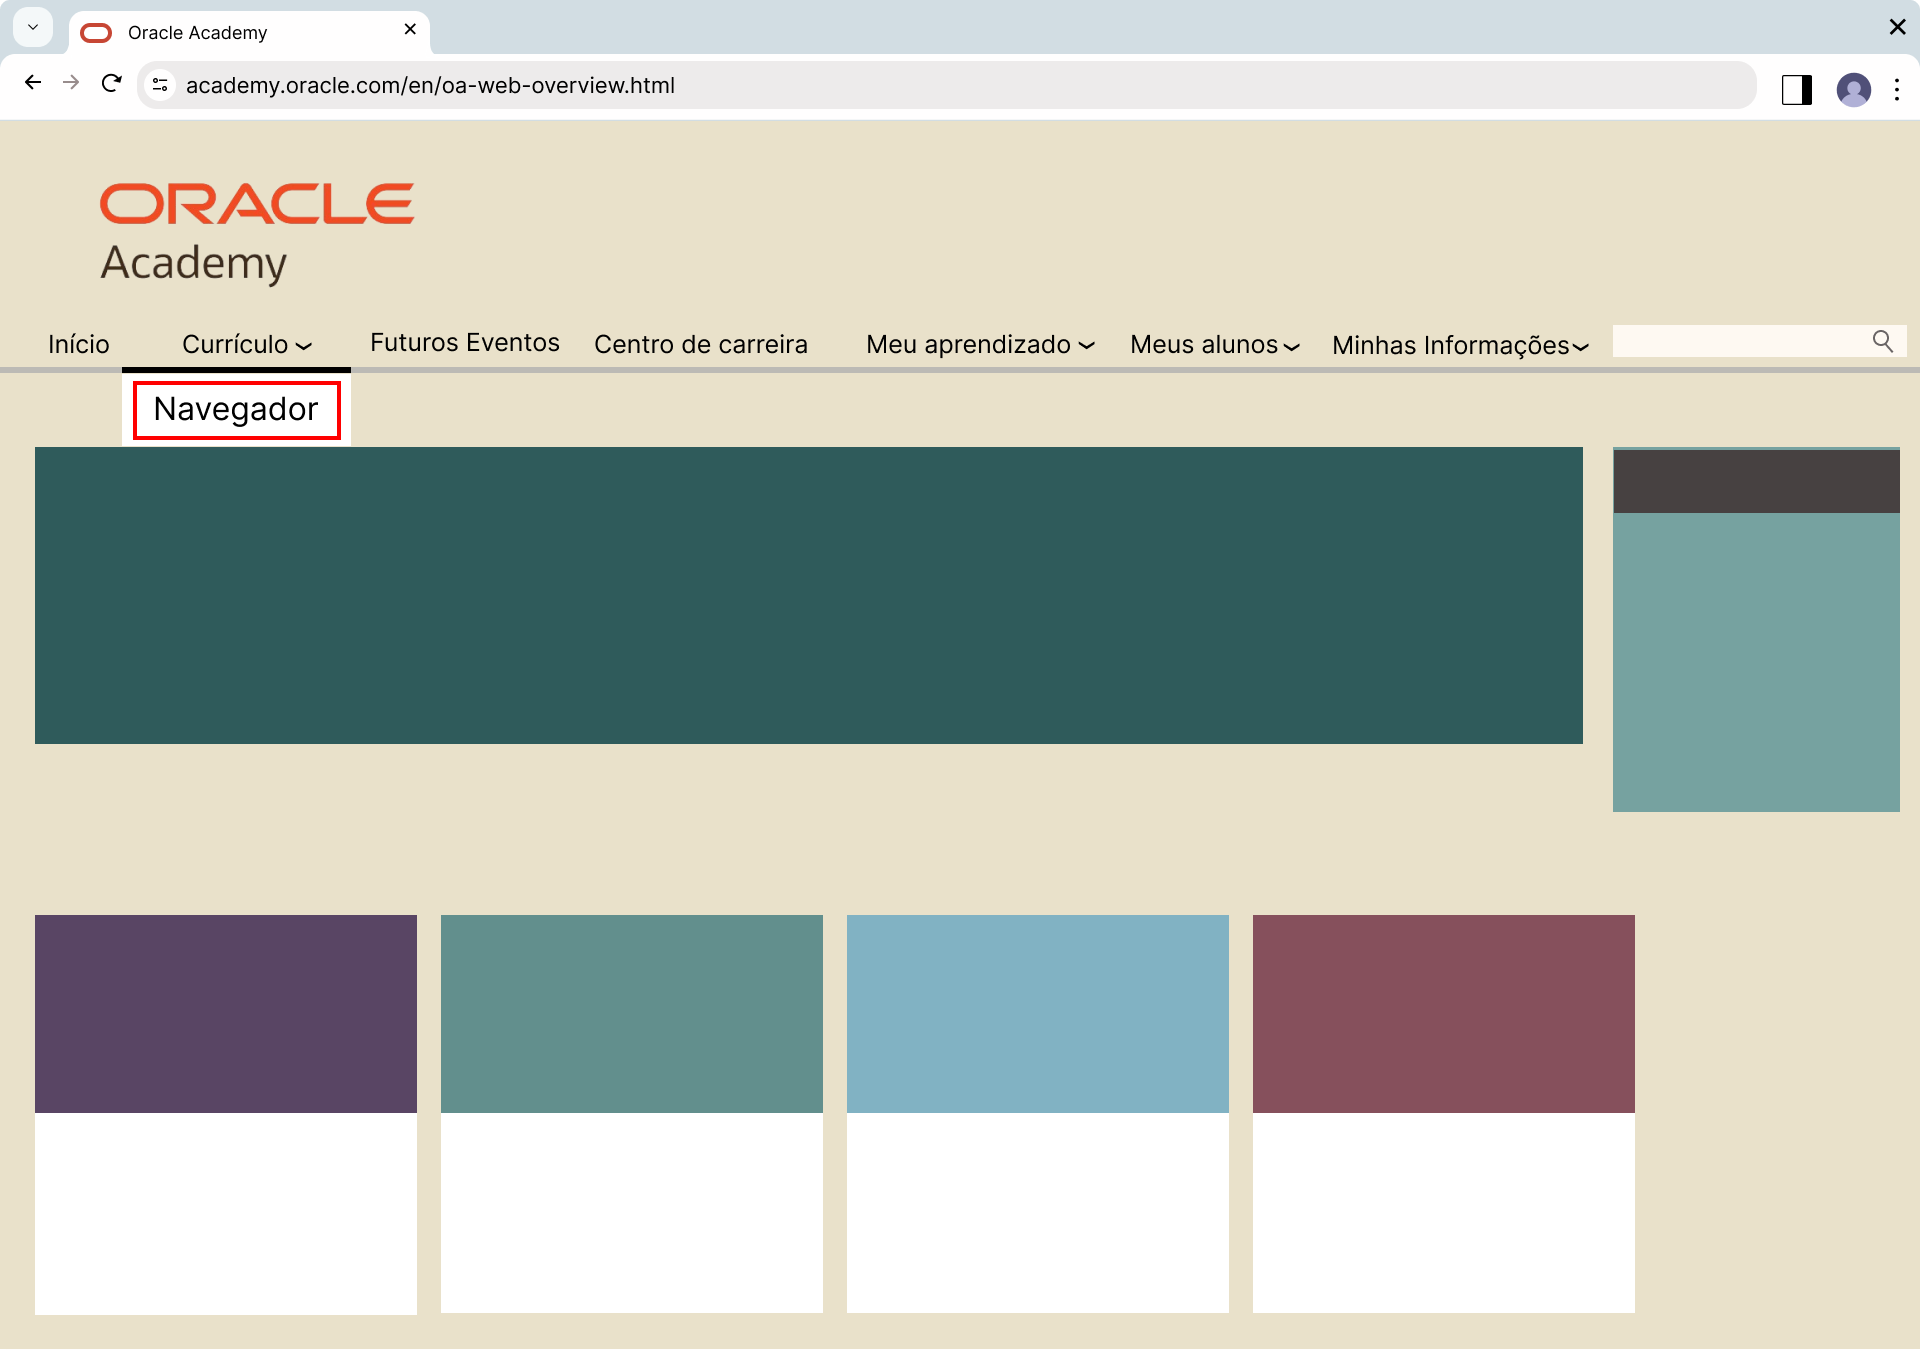 Oracle Academy
academy.oracle.com/en/oa-web-overview.html
ORACLE
Academy
Início Currículo Futuros Eventos Centro de carreira Meu aprendizado Meus alunos Minhas Informações
Navegador